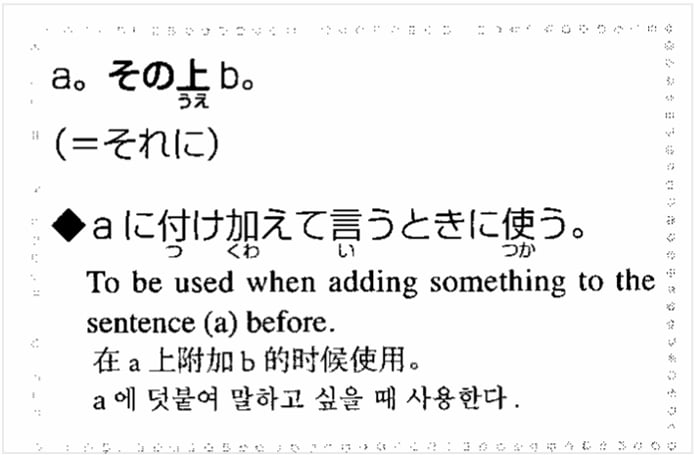 a。その上b。
うえ
(=それに)
◆aに付け加えて言うときに使う。
つ くわ い つか
To be used when adding something to the
sentence (a) before.
在 a 上附加 b 的时候使用。
a 에 덧붙여 말하고 싶을 때 사용한다.